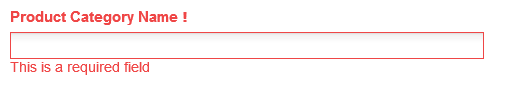 Product Category Name !
This is a required field